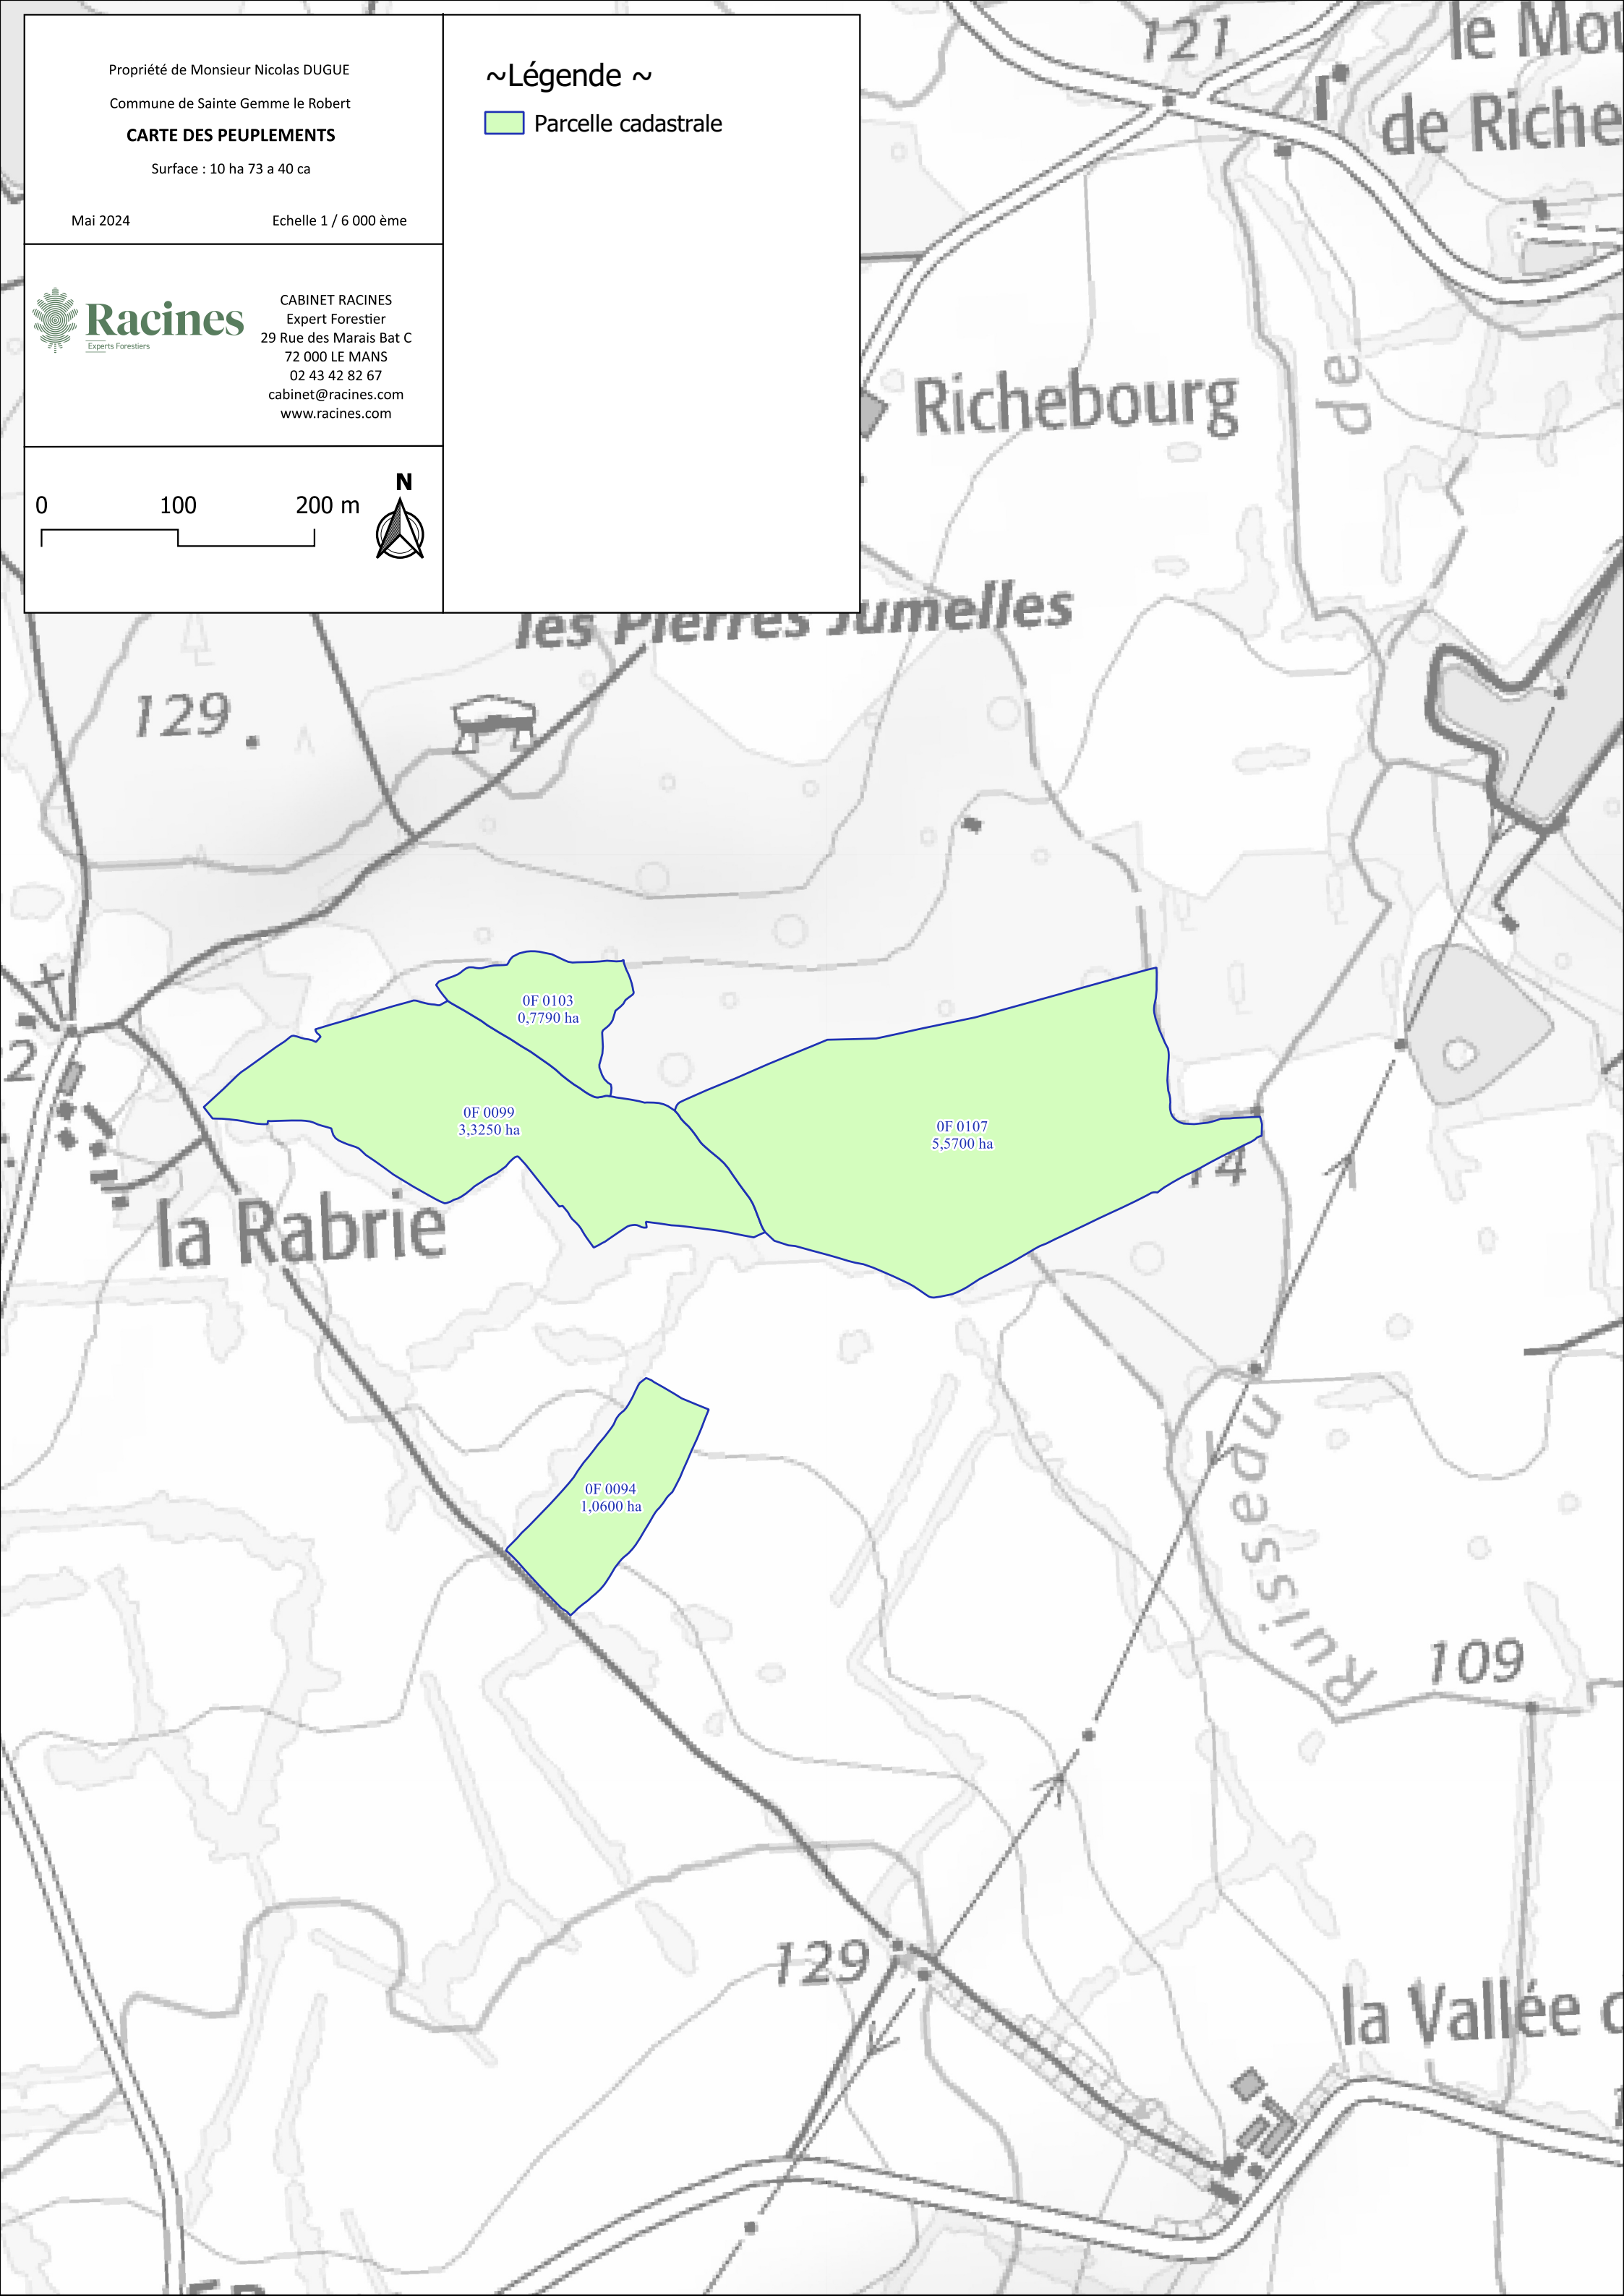 Propriété de Monsieur Nicolas DUGUE
Commune de Sainte Gemme le Robert
CARTE DES PEUPLEMENTS
Surface : 10 ha 73 a 40 ca
Mai 2024 Echelle 1 / 6 000 ème
Racines
Experts Forestiers
CABINET RACINES
Expert Forestier
29 Rue des Marais Bat C
72 000 LE MANS
02 43 42 82 67
cabinet@racines.com
www.racines.com
0 100 200 m
N
~Légende ~
Parcelle cadastrale
121
le Mou
de Riche
Richebourg
de
les Pierres Jumelles
129
0F 0103
0,7790 ha
2
0F 0099
3,3250 ha
0F 0107
5,5700 ha
14
la Rabrie
0F 0094
1,0600 ha
Ruisseau
109
129
la Vallée d